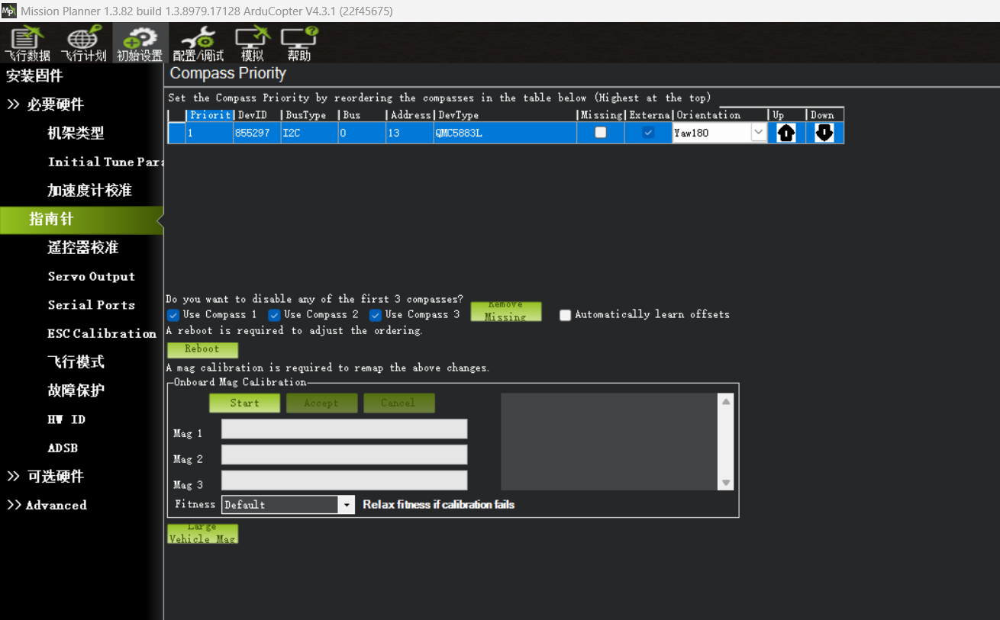 Mission Planner 1.3.82 build 1.3.8979.17128 ArduCopter V4.3.1 (22f45675)
飞行数据 飞行计划 初始设置 配置/调试 模拟 帮助
安装固件
>> 必要硬件
机架类型
Initial Tune Para
加速度计校准
指南针
遥控器校准
Servo Output
Serial Ports
ESC Calibration
飞行模式
故障保护
HW ID
ADSB
>> 可选硬件
>> Advanced
Compass Priority
Set the Compass Priority by reordering the compasses in the table below (Highest at the top)
Priorit DevID BusType Bus Address DevType Missing Externa Orientation Up Down
1 855297 I2C 0 13 QMC5883L Yaw180
Do you want to disable any of the first 3 compasses?
Use Compass 1 Use Compass 2 Use Compass 3 Remove Missing Automatically learn offsets
A reboot is required to adjust the ordering.
Reboot
A mag calibration is required to remap the above changes.
Onboard Mag Calibration
Start Accept Cancel
Mag 1
Mag 2
Mag 3
Fitness Default Relax fitness if calibration fails
Large
Vehicle Mag